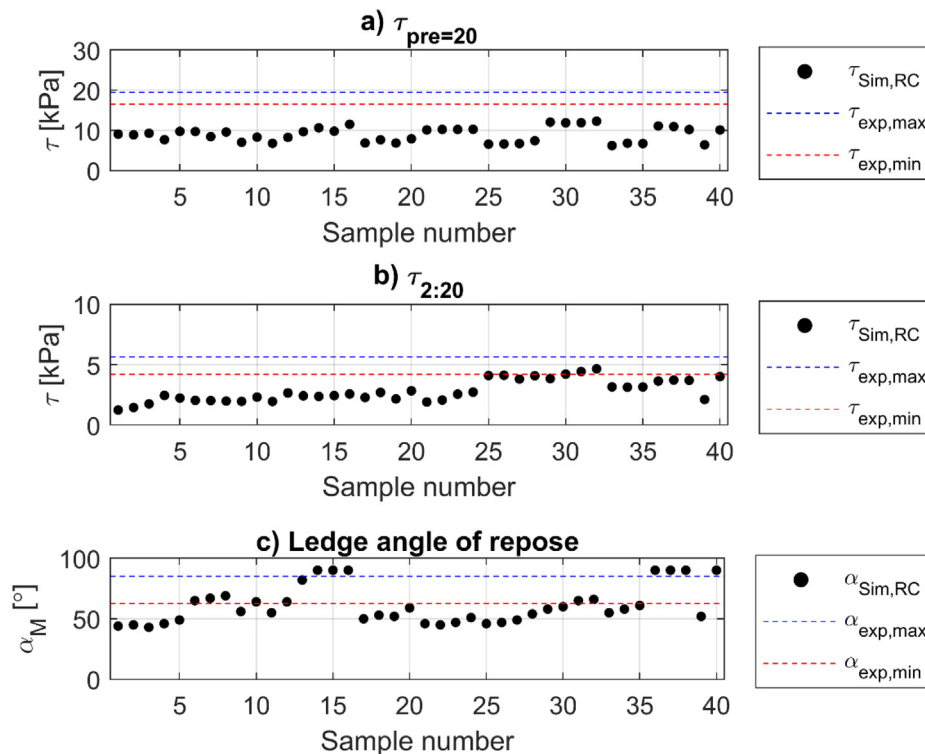 a) τpre=20
30
20
10
0
τ [kPa]
5 10 15 20 25 30 35 40
Sample number
τSim,RC
τexp,max
τexp,min
b) τ2:20
10
5
0
τ [kPa]
5 10 15 20 25 30 35 40
Sample number
τSim,RC
τexp,max
τexp,min
c) Ledge angle of repose
100
50
0
αM [°]
5 10 15 20 25 30 35 40
Sample number
αSim,RC
αexp,max
αexp,min